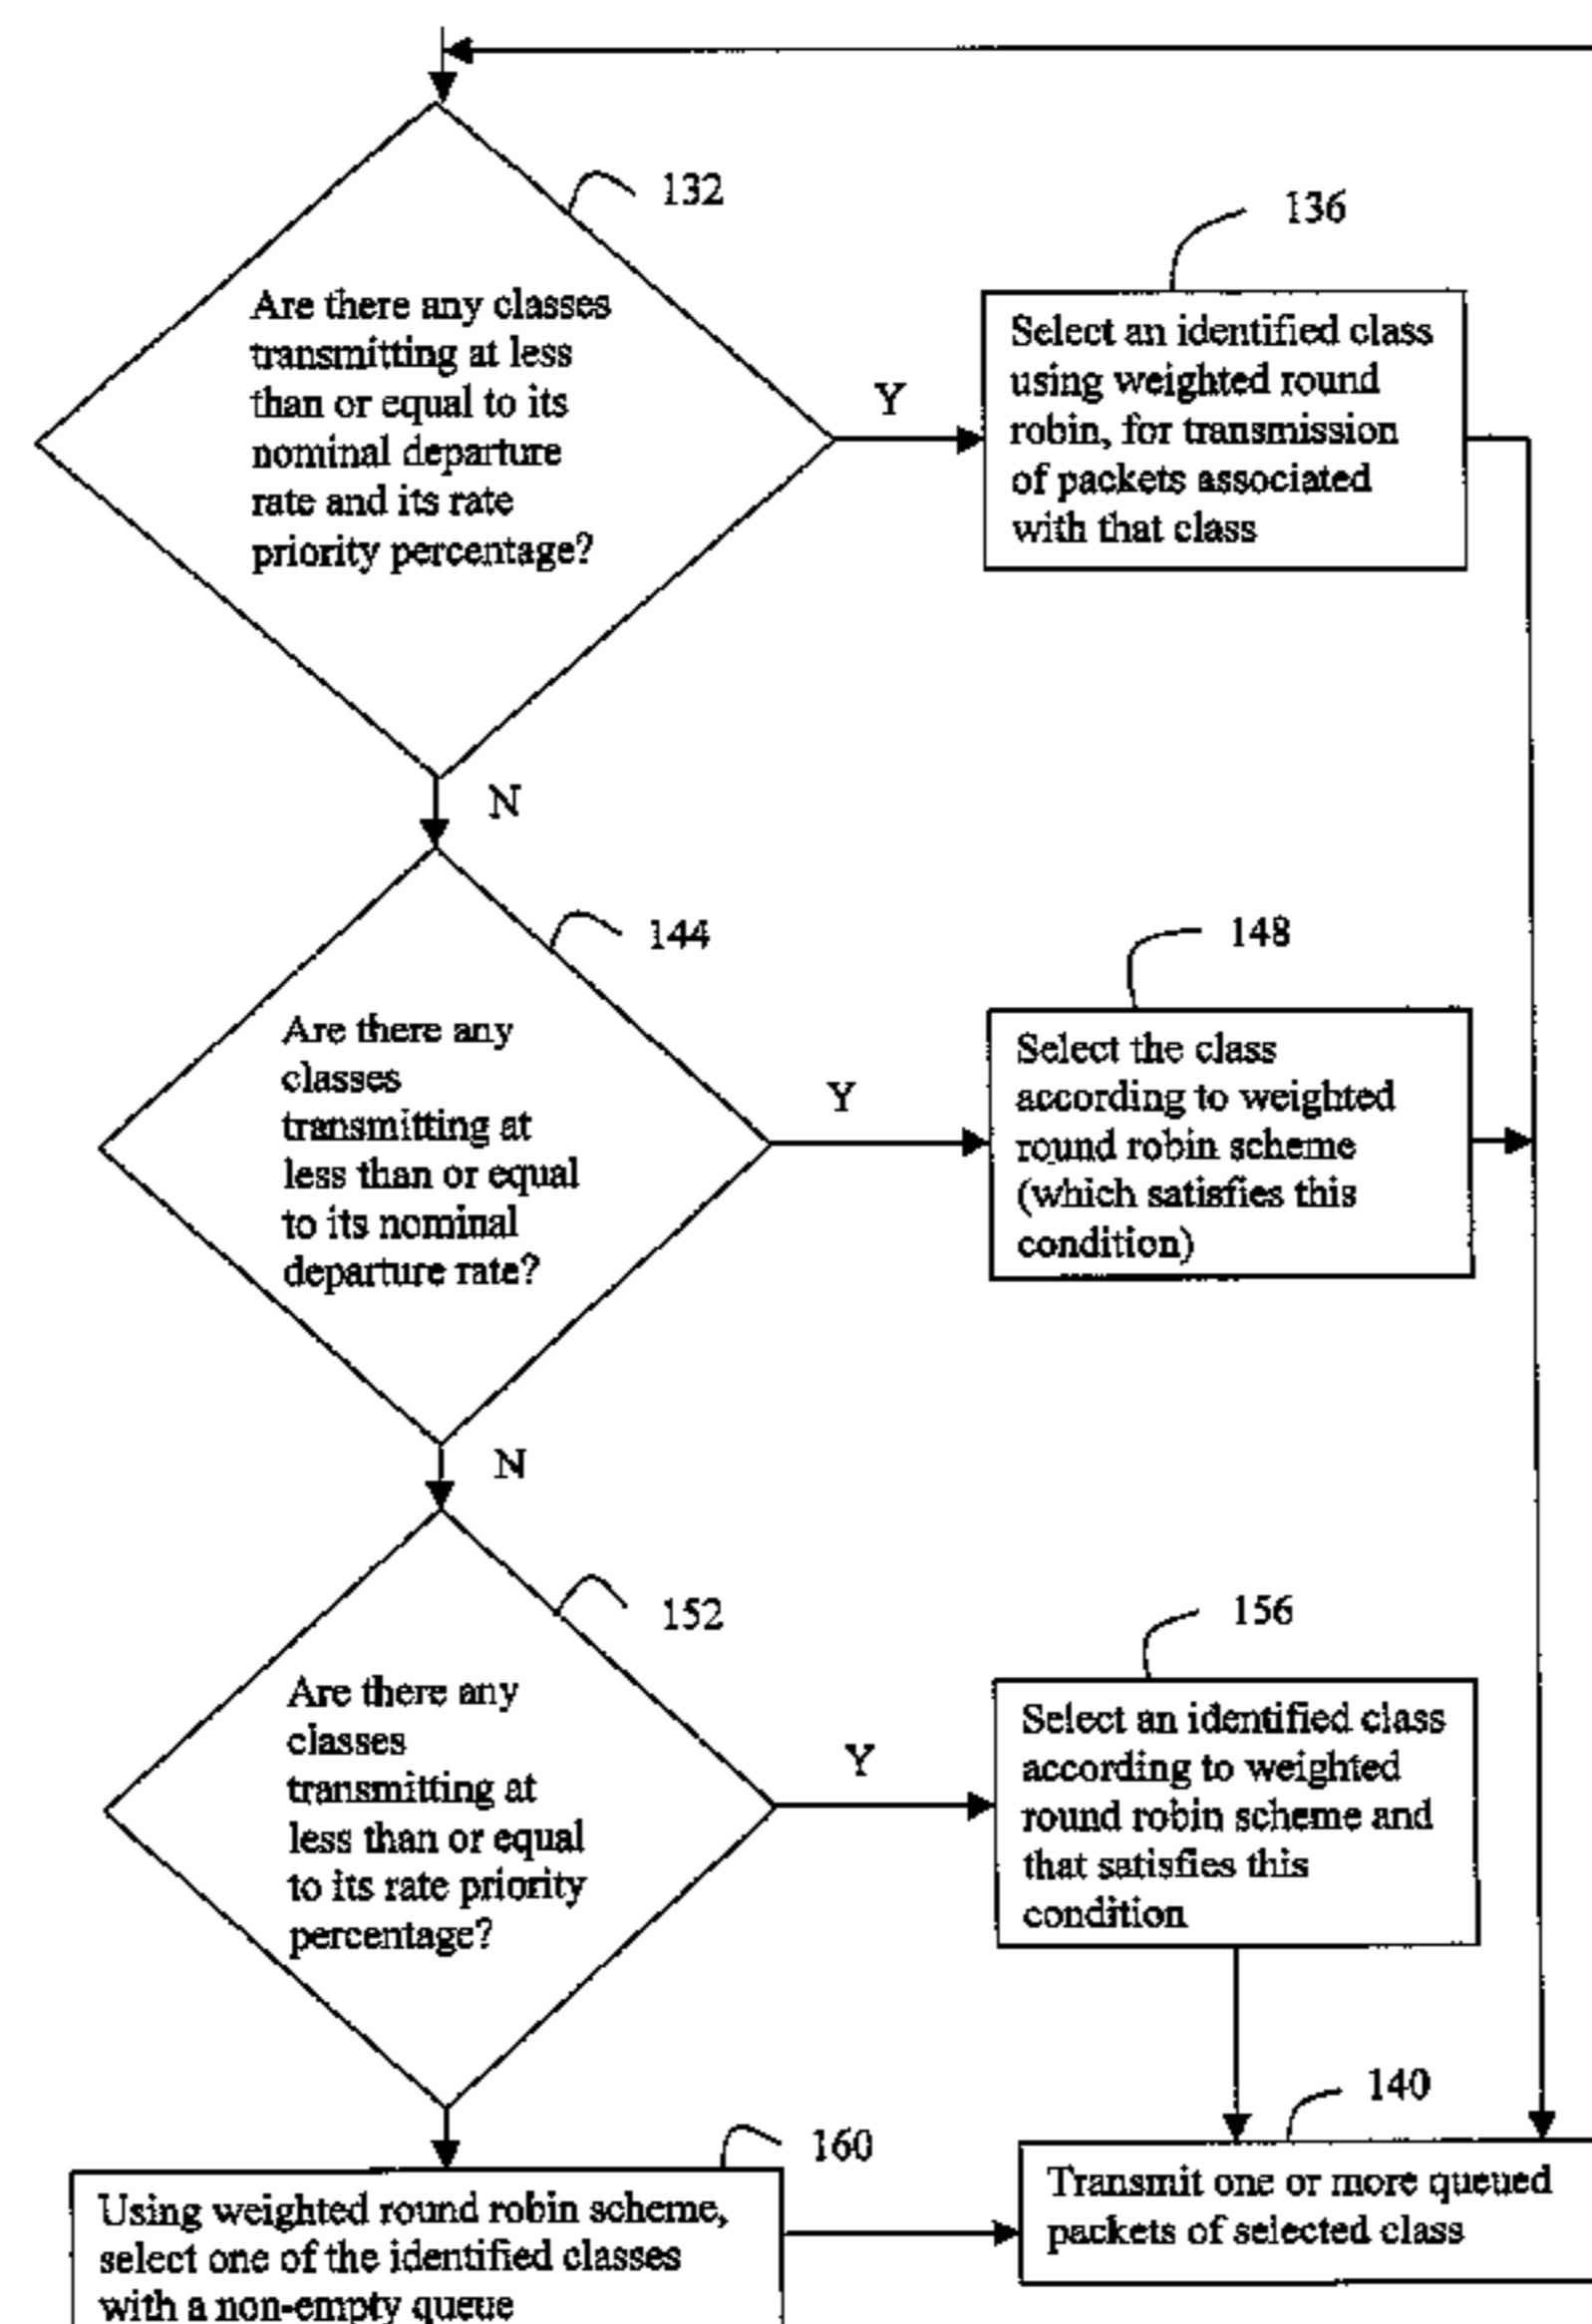 132
Are there any classes
transmitting at less
than or equal to its
nominal departure
rate and its rate
priority percentage?
Y
136
Select an identified class
using weighted round
robin, for transmission
of packets associated
with that class
N
144
Are there any
classes
transmitting at
less than or equal
to its nominal
departure rate?
Y
148
Select the class
according to weighted
round robin scheme
(which satisfies this
condition)
N
152
Are there any
classes
transmitting at
less than or equal
to its rate priority
percentage?
Y
156
Select an identified class
according to weighted
round robin scheme and
that satisfies this
condition
160
Using weighted round robin scheme,
select one of the identified classes
with a non-empty queue
140
Transmit one or more queued
packets of selected class